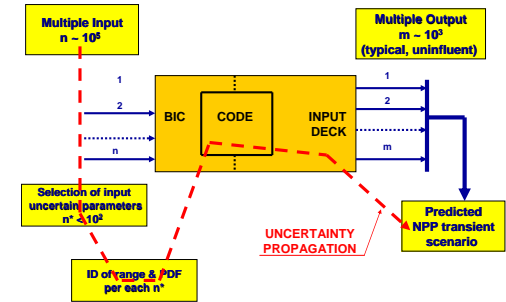 Multiple Input
n ~ 10⁵
Multiple Output
m ~ 10³
(typical, uninfluent)
1
2
n
BIC
CODE
INPUT
DECK
1
2
m
Selection of input
uncertain parameters
n* < 10²
ID of range & PDF
per each n*
UNCERTAINTY
PROPAGATION
Predicted
NPP transient
scenario